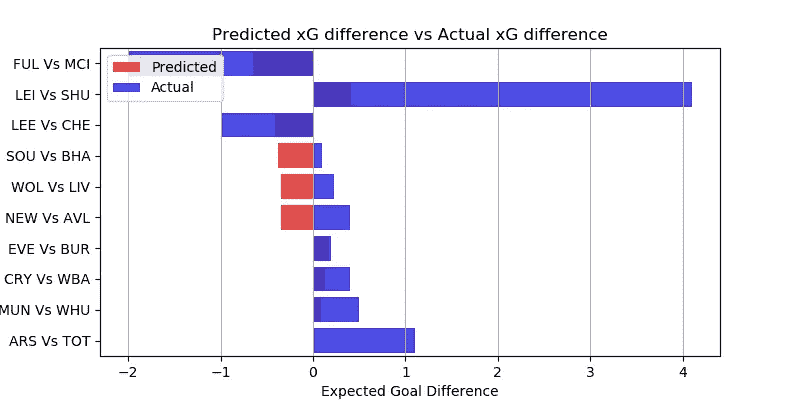 Predicted xG difference vs Actual xG difference
Predicted
Actual
FUL Vs MCI
LEI Vs SHU
LEE Vs CHE
SOU Vs BHA
WOL Vs LIV
NEW Vs AVL
EVE Vs BUR
CRY Vs WBA
MUN Vs WHU
ARS Vs TOT
−2 −1 0 1 2 3 4
Expected Goal Difference